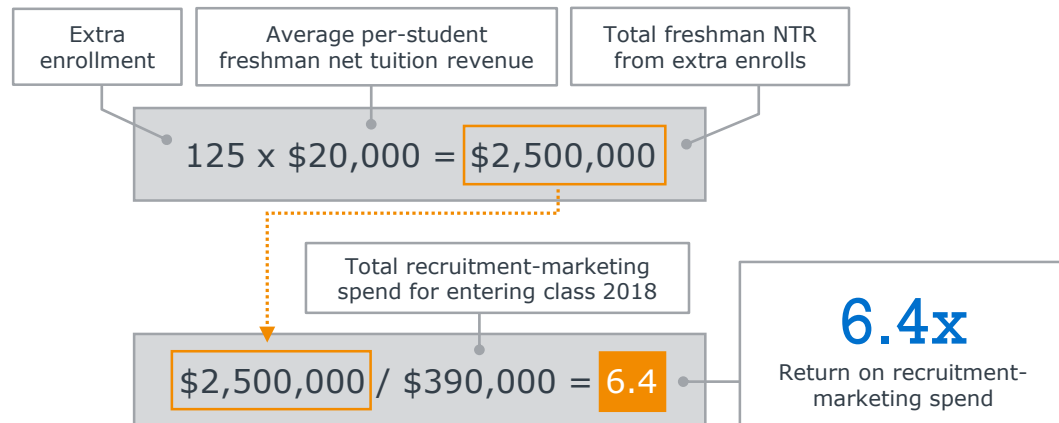 Extra
enrollment
Average per-student
freshman net tuition revenue
Total freshman NTR
from extra enrolls
125 x $20,000 = $2,500,000
Total recruitment-marketing
spend for entering class 2018
$2,500,000 / $390,000 = 6.4
6.4x
Return on recruitment-
marketing spend